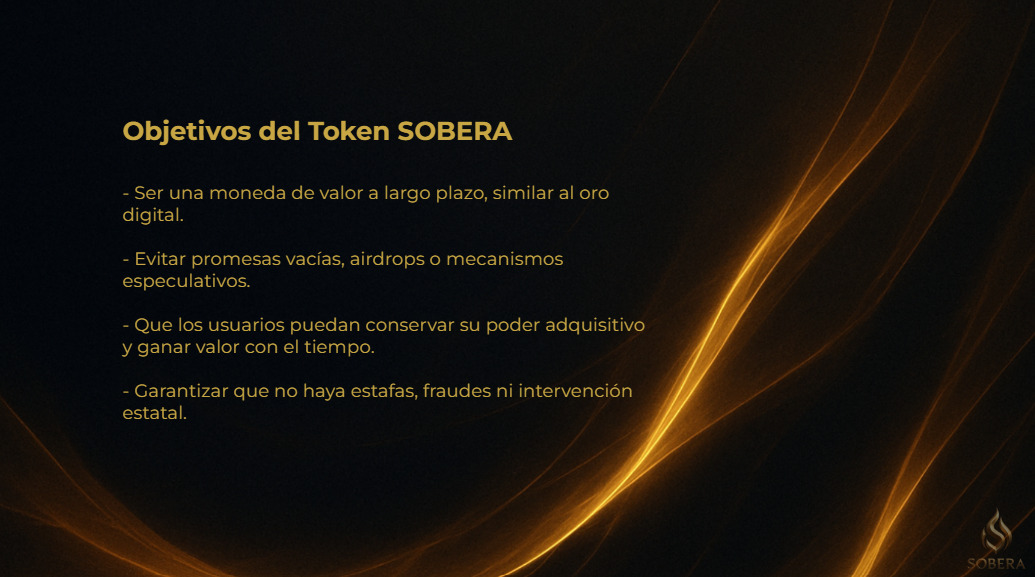 Objetivos del Token SOBERA
- Ser una moneda de valor a largo plazo, similar al oro
digital.
- Evitar promesas vacías, airdrops o mecanismos
especulativos.
- Que los usuarios puedan conservar su poder adquisitivo
y ganar valor con el tiempo.
- Garantizar que no haya estafas, fraudes ni intervención
estatal.
SOBERA